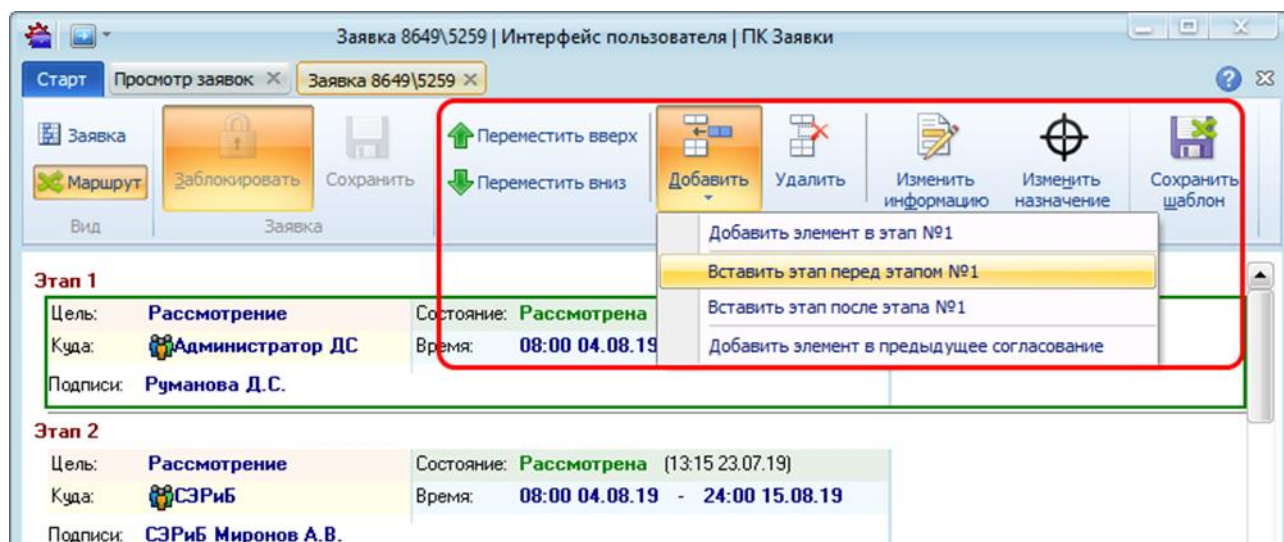 Заявка 8649\5259 | Интерфейс пользователя | ПК Заявки
Старт Просмотр заявок Заявка 8649\5259
Заявка
Маршрут
Вид
Заблокировать
Сохранить
Заявка
Переместить вверх
Переместить вниз
Добавить
Удалить
Изменить
информацию
Изменить
назначение
Сохранить
шаблон
Добавить элемент в этап №1
Вставить этап перед этапом №1
Вставить этап после этапа №1
Добавить элемент в предыдущее согласование
Этап 1
Цель: Рассмотрение Состояние: Рассмотрена
Куда: Администратор ДС Время: 08:00 04.08.19
Подписи: Руманова Д.С.
Этап 2
Цель: Рассмотрение Состояние: Рассмотрена (13:15 23.07.19)
Куда: СЭРиБ Время: 08:00 04.08.19 - 24:00 15.08.19
Подписи: СЭРиБ Миронов А.В.